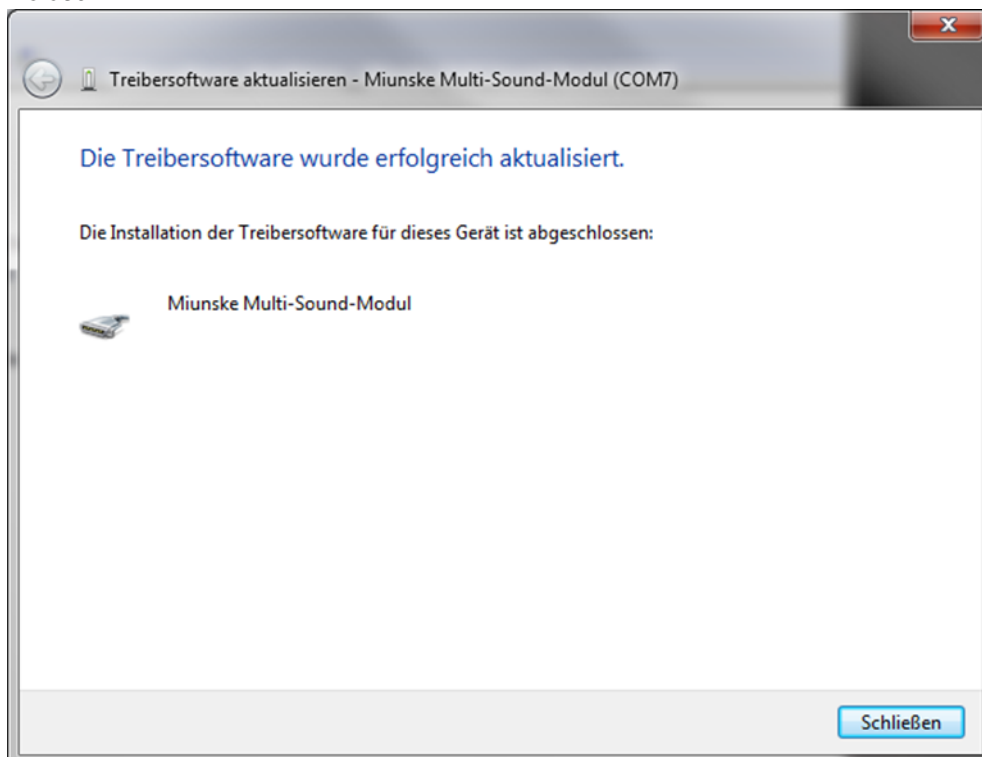 Treibersoftware aktualisieren - Miunske Multi-Sound-Modul (COM7)
Die Treibersoftware wurde erfolgreich aktualisiert.
Die Installation der Treibersoftware für dieses Gerät ist abgeschlossen:
Miunske Multi-Sound-Modul
Schließen